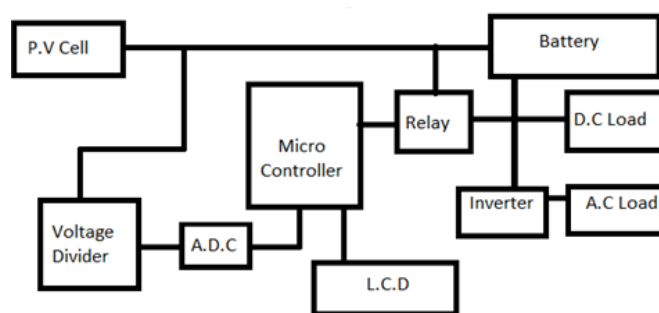 P.V Cell
Battery
Micro
Controller
Relay
D.C Load
Voltage
Divider
A.D.C
Inverter
A.C Load
L.C.D